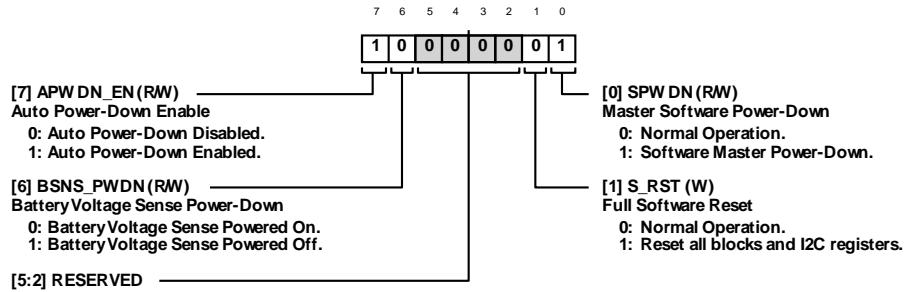 7 6 5 4 3 2 1 0
1 0 0 0 0 0 0 1
[7] APWDN_EN (R/W)
Auto Power-Down Enable
0: Auto Power-Down Disabled.
1: Auto Power-Down Enabled.
[6] BSNS_PWDN (R/W)
Battery Voltage Sense Power-Down
0: Battery Voltage Sense Powered On.
1: Battery Voltage Sense Powered Off.
[5:2] RESERVED
[0] SPWDN (R/W)
Master Software Power-Down
0: Normal Operation.
1: Software Master Power-Down.
[1] S_RST (W)
Full Software Reset
0: Normal Operation.
1: Reset all blocks and I2C registers.